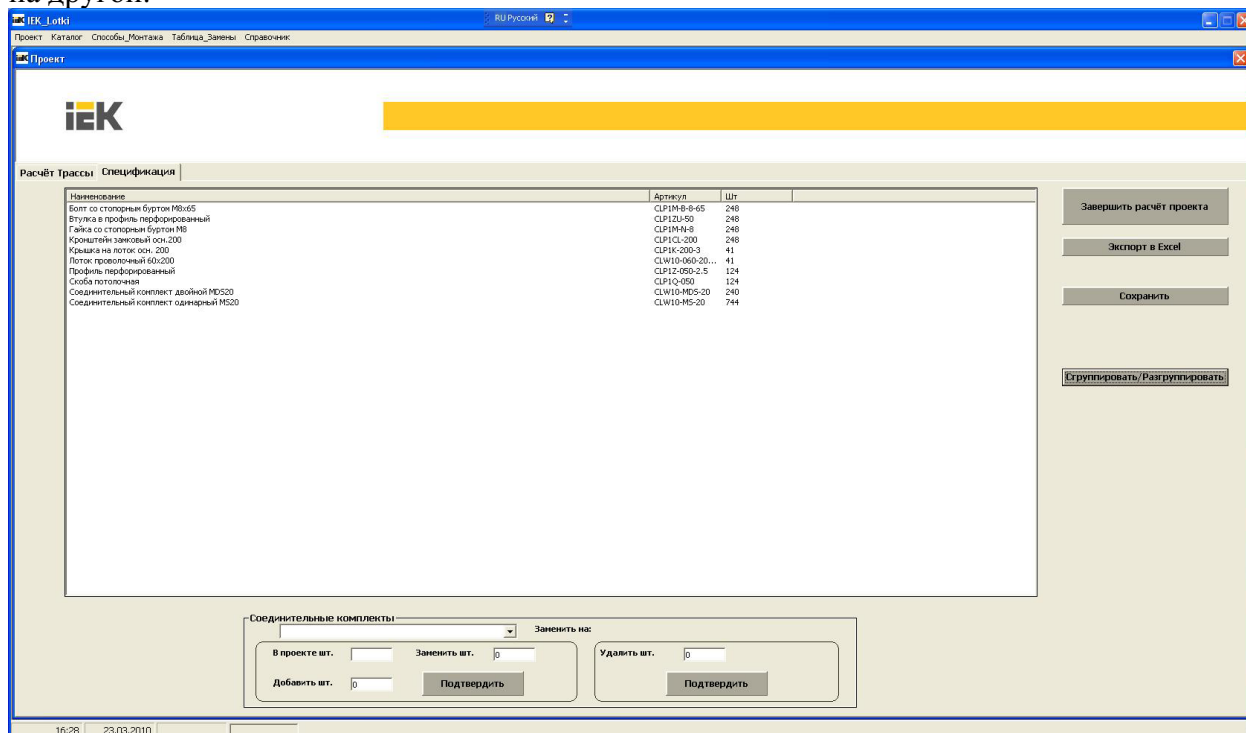 на другой.
IEK_Lotki RU Русский
Проект Каталог Способы_Монтажа Таблица_Замены Справочник
Проект
iEK
Расчёт Трассы Спецификация
Наименование Артикул Шт
Болт со стопорным буртом М8х65 CLP1M-B-8-65 248
Втулка в профиль перфорированный CLP1ZU-50 248
Гайка со стопорным буртом М8 CLP1M-N-8 248
Кронштейн замковый осн.200 CLP1CL-200 248
Крышка на лоток осн. 200 CLP1K-200-3 41
Лоток проволочный 60х200 CLW10-060-20... 41
Профиль перфорированный CLP1Z-050-2.5 124
Скоба потолочная CLP1Q-050 124
Соединительный комплект двойной MDS20 CLW10-MDS-20 240
Соединительный комплект одинарный MS20 CLW10-MS-20 744
Завершить расчёт проекта
Экспорт в Excel
Сохранить
Сгруппировать/Разгруппировать
Соединительные комплекты
Заменить на:
В проекте шт. Заменить шт. 0 Удалить шт. 0
Добавить шт. 0 Подтвердить Подтвердить
16:28 23.03.2010